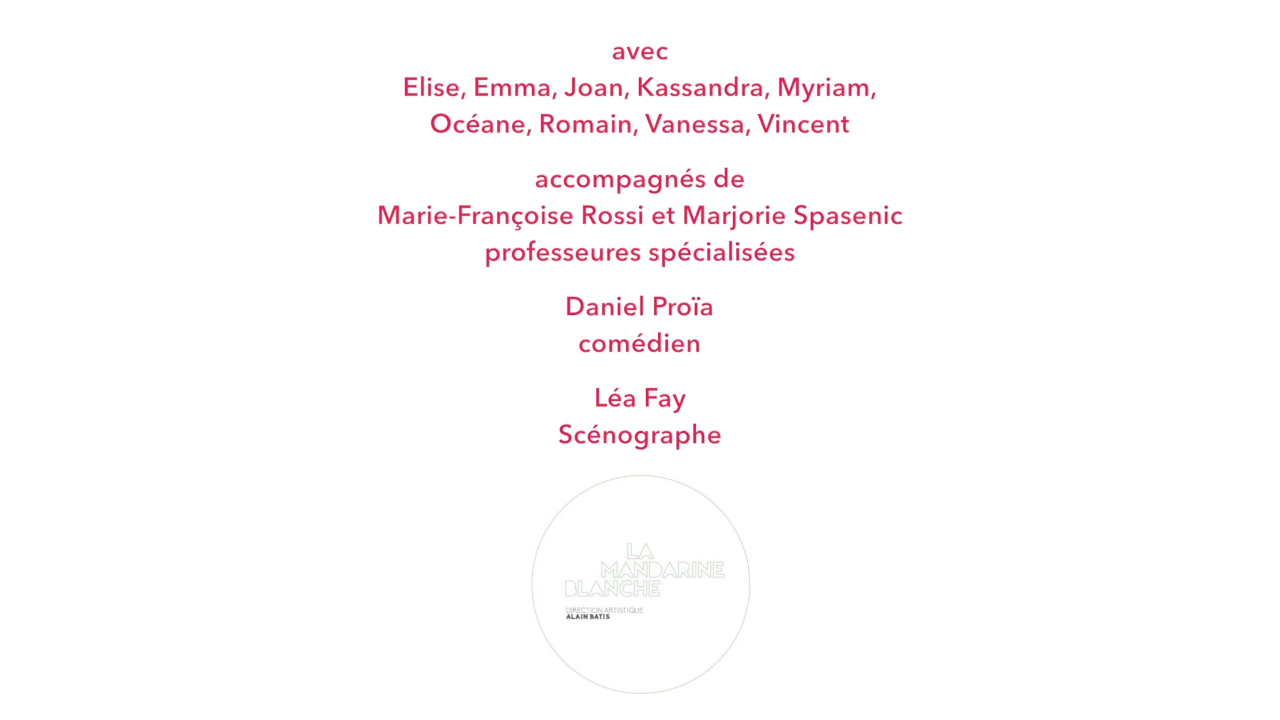 avec
Elise, Emma, Joan, Kassandra, Myriam,
Océane, Romain, Vanessa, Vincent
accompagnés de
Marie-Françoise Rossi et Marjorie Spasenic
professeures spécialisées
Daniel Proïa
comédien
Léa Fay
Scénographe
LA
MANDARINE
BLANCHE
DIRECTION ARTISTIQUE
ALAIN BATIS